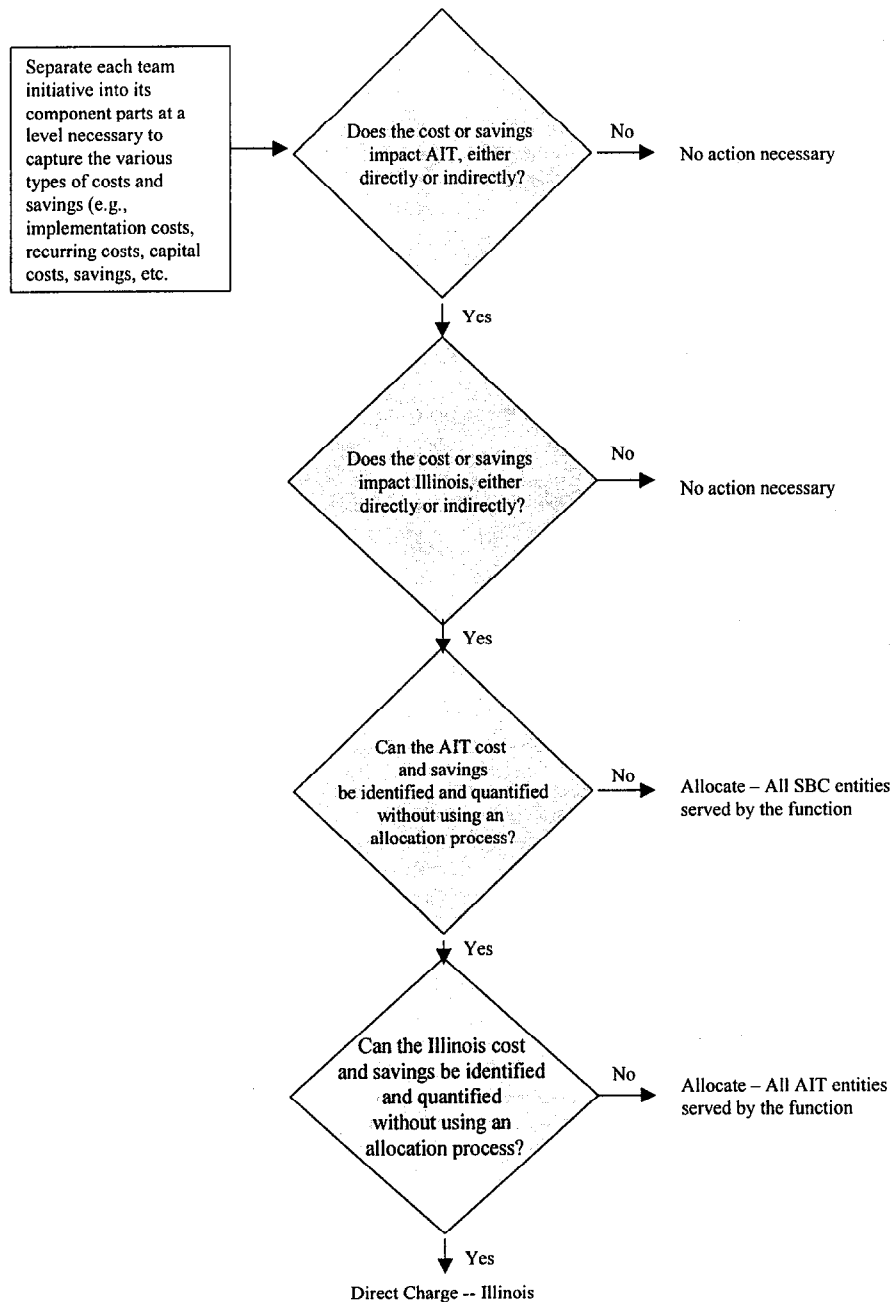 Separate each team
initiative into its
component parts at a
level necessary to
capture the various
types of costs and
savings (e.g.,
implementation costs,
recurring costs, capital
costs, savings, etc.
Does the cost or savings
impact AIT, either
directly or indirectly?
No
No action necessary
Yes
Does the cost or savings
impact Illinois, either
directly or indirectly?
No
No action necessary
Yes
Can the AIT cost
and savings
be identified and quantified
without using an
allocation process?
No
Allocate – All SBC entities
served by the function
Yes
Can the Illinois cost
and savings be identified
and quantified
without using an
allocation process?
No
Allocate – All AIT entities
served by the function
Yes
Direct Charge -- Illinois